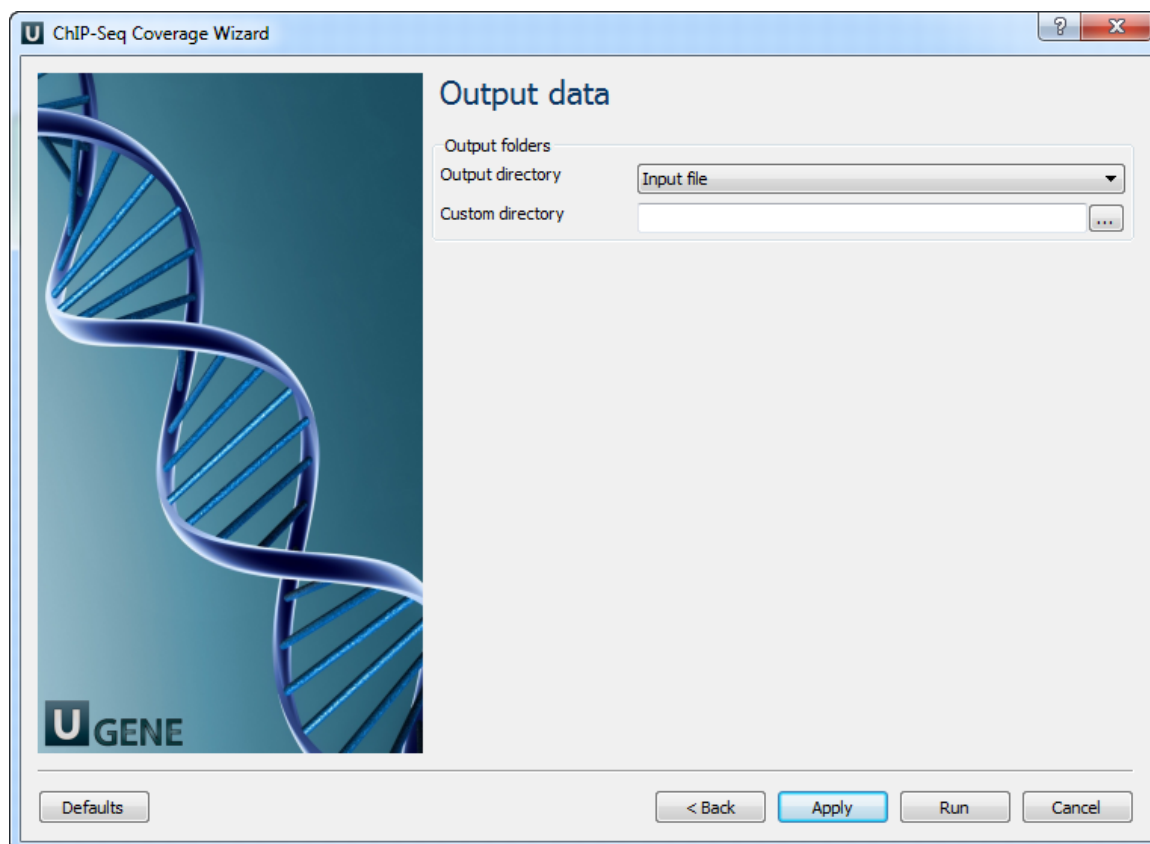 U ChIP-Seq Coverage Wizard
?
Output data
Output folders
Output directory
Input file
Custom directory
...
U GENE
Defaults
< Back
Apply
Run
Cancel